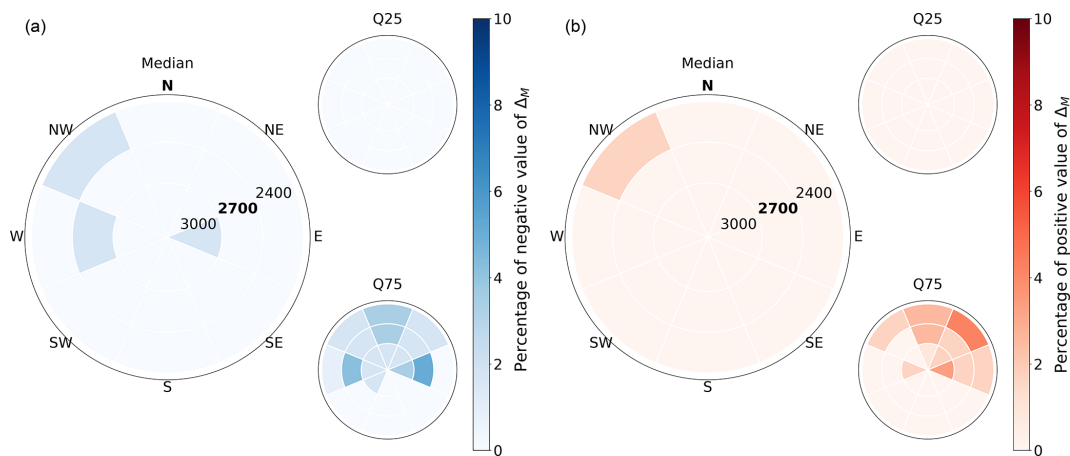 (a)
Q25
Median
N
NW
NE
2400
2700
3000
W
E
Q75
SW
SE
S
10
8
6
4
2
0
Percentage of negative value of Δ_M
(b)
Q25
Median
N
NW
NE
2400
2700
3000
W
E
Q75
SW
SE
S
10
8
6
4
2
0
Percentage of positive value of Δ_M